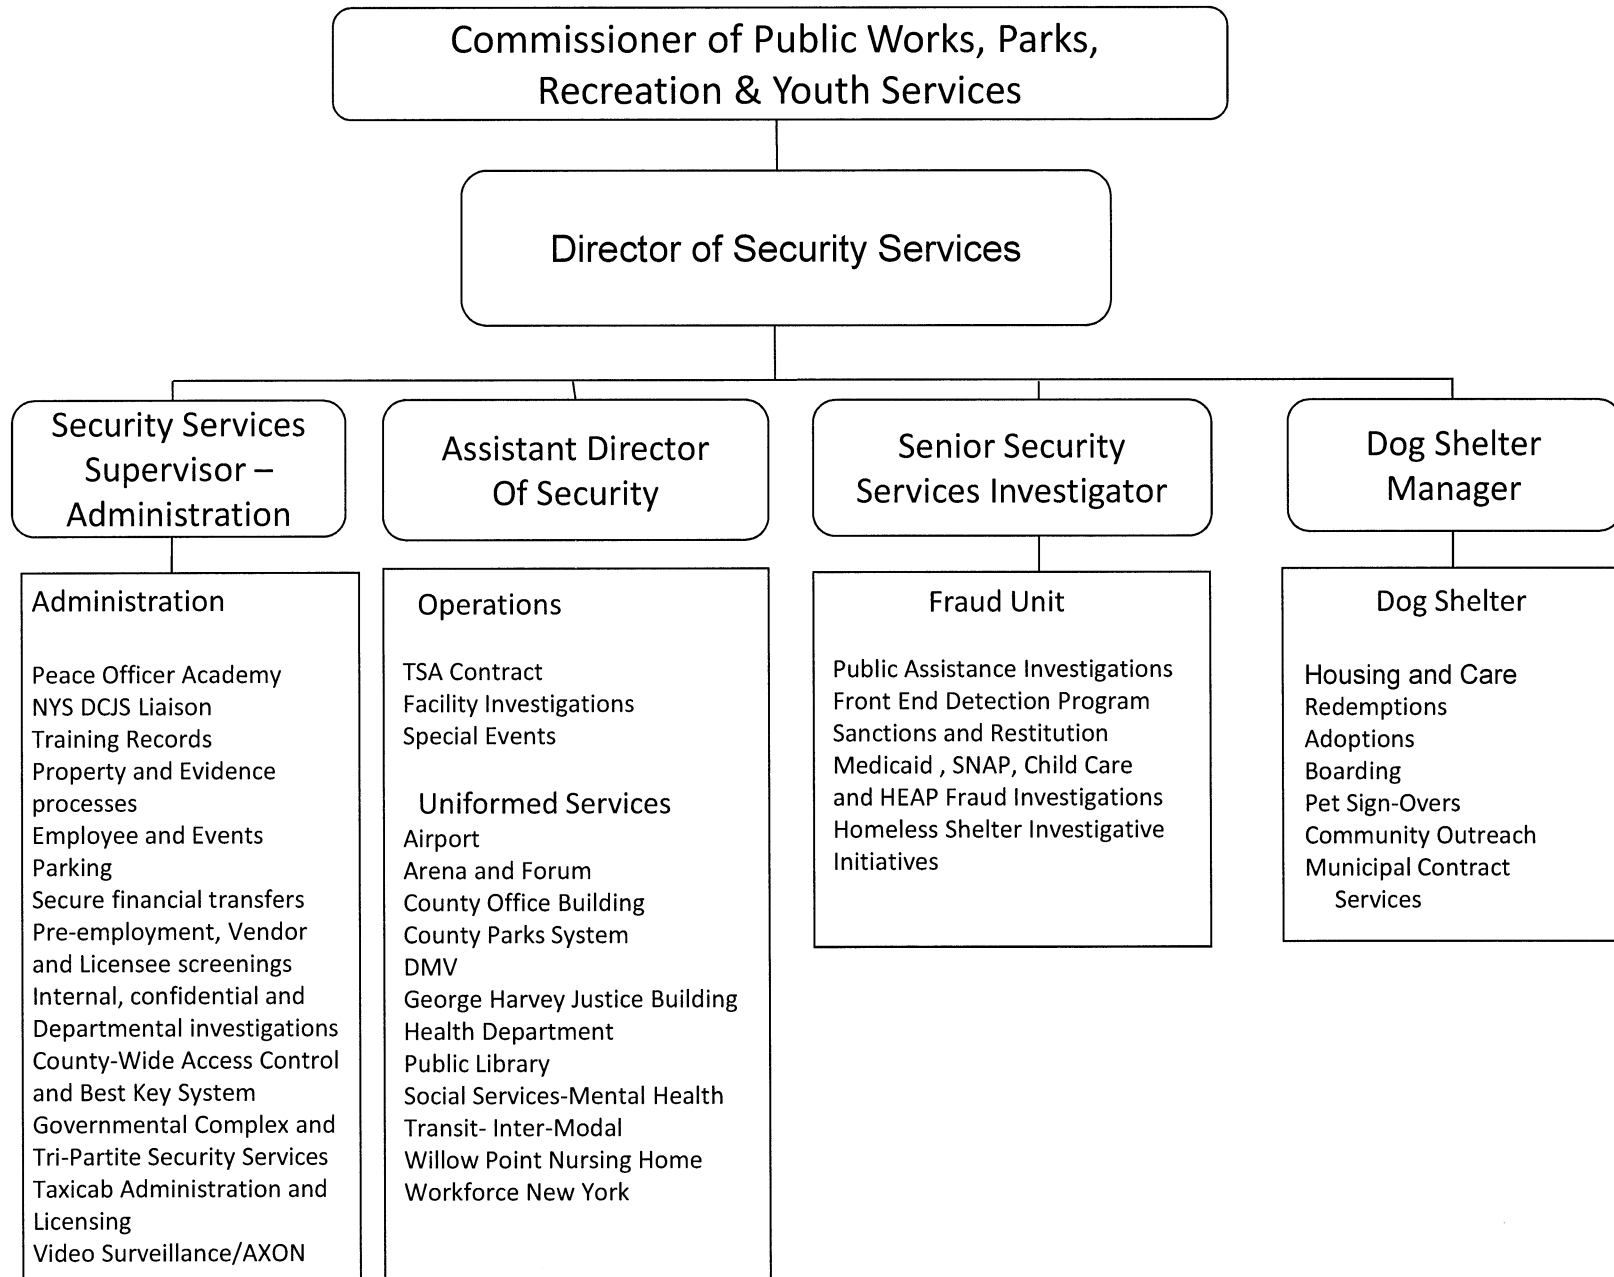 Commissioner of Public Works, Parks,
Recreation & Youth Services
Director of Security Services
Security Services
Supervisor –
Administration
Assistant Director
Of Security
Senior Security
Services Investigator
Dog Shelter
Manager
Administration
Peace Officer Academy
NYS DCJS Liaison
Training Records
Property and Evidence
processes
Employee and Events
Parking
Secure financial transfers
Pre-employment, Vendor
and Licensee screenings
Internal, confidential and
Departmental investigations
County-Wide Access Control
and Best Key System
Governmental Complex and
Tri-Partite Security Services
Taxicab Administration and
Licensing
Video Surveillance/AXON
Operations
TSA Contract
Facility Investigations
Special Events
Uniformed Services
Airport
Arena and Forum
County Office Building
County Parks System
DMV
George Harvey Justice Building
Health Department
Public Library
Social Services-Mental Health
Transit- Inter-Modal
Willow Point Nursing Home
Workforce New York
Fraud Unit
Public Assistance Investigations
Front End Detection Program
Sanctions and Restitution
Medicaid , SNAP, Child Care
and HEAP Fraud Investigations
Homeless Shelter Investigative
Initiatives
Dog Shelter
Housing and Care
Redemptions
Adoptions
Boarding
Pet Sign-Overs
Community Outreach
Municipal Contract
Services